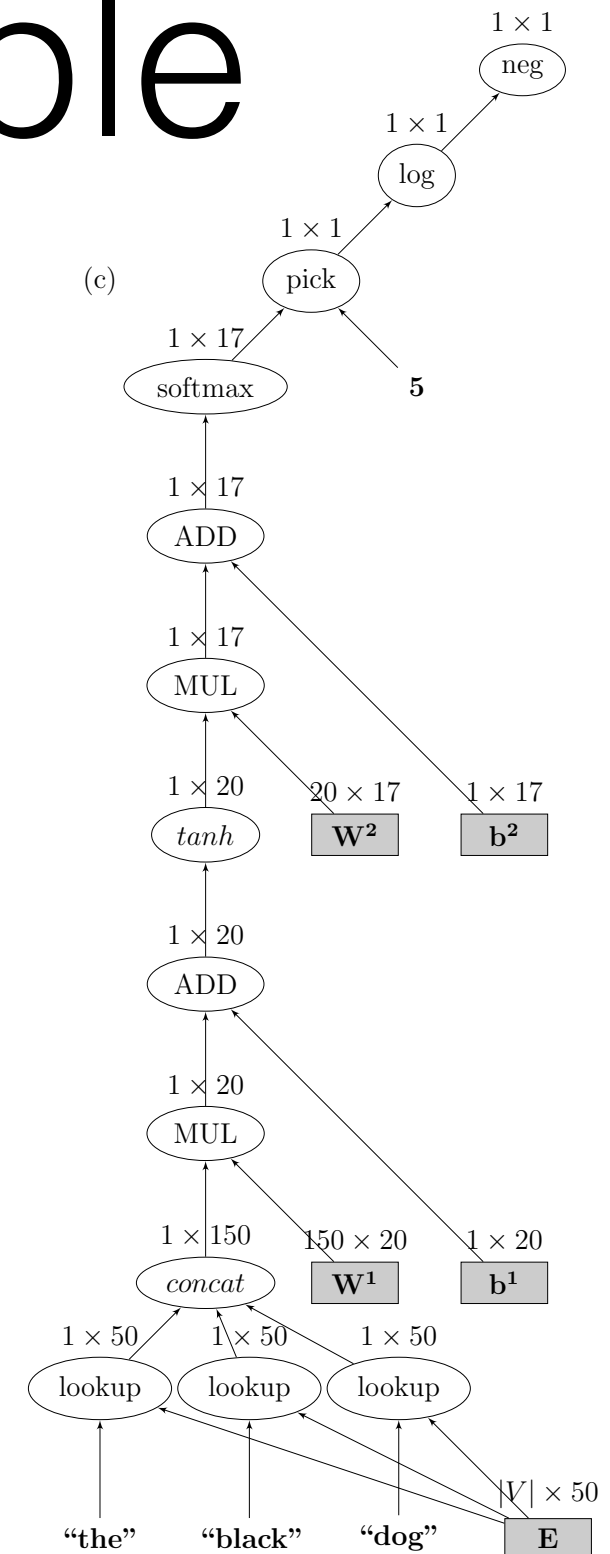 ple
1 × 1
neg
1 × 1
log
1 × 1
(c)
pick
1 × 17
softmax
5
1 × 17
ADD
1 × 17
MUL
1 × 20
20 × 17
1 × 17
tanh
W²
b²
1 × 20
ADD
1 × 20
MUL
1 × 150
150 × 20
1 × 20
concat
W¹
b¹
1 × 50
1 × 50
1 × 50
lookup
lookup
lookup
|V| × 50
“the”
“black”
“dog”
E